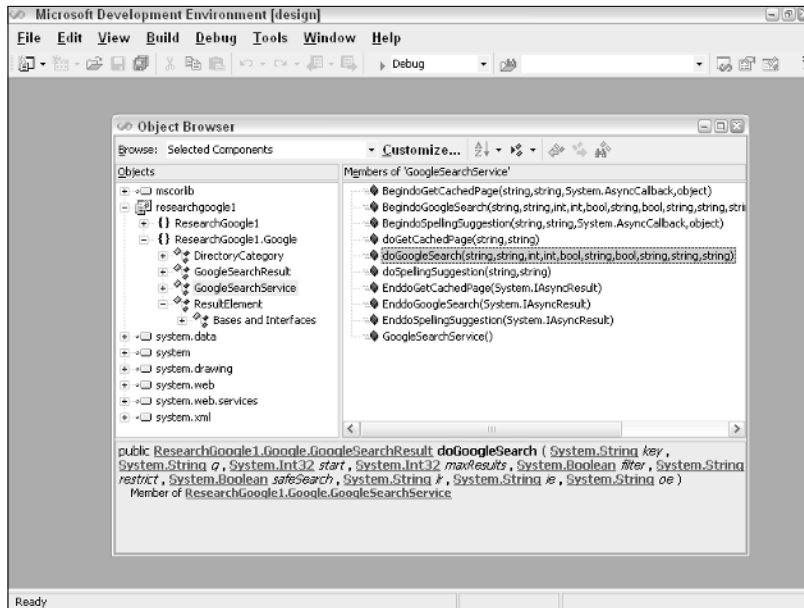 Microsoft Development Environment [design]
File Edit View Build Debug Tools Window Help
Debug
Object Browser
Browse: Selected Components Customize...
Objects
Members of 'GoogleSearchService'
mscorlib
researchgoogle1
{} ResearchGoogle1
{} ResearchGoogle1.Google
DirectoryCategory
GoogleSearchResult
GoogleSearchService
ResultElement
Bases and Interfaces
system.data
system
system.drawing
system.web
system.web.services
system.xml
BegindoGetCachedPage(string,string,System.AsyncCallback,object)
BegindoGoogleSearch(string,string,int,int,bool,string,bool,string,string,stri
BegindoSpellingSuggestion(string,string,System.AsyncCallback,object)
doGetCachedPage(string,string)
doGoogleSearch(string,string,int,int,bool,string,bool,string,string,string)
doSpellingSuggestion(string,string)
EnddoGetCachedPage(System.IAsyncResult)
EnddoGoogleSearch(System.IAsyncResult)
EnddoSpellingSuggestion(System.IAsyncResult)
GoogleSearchService()
public ResearchGoogle1.Google.GoogleSearchResult doGoogleSearch ( System.String key ,
System.String q , System.Int32 start , System.Int32 maxResults , System.Boolean filter , System.String
restrict , System.Boolean safeSearch , System.String lr , System.String ie , System.String oe )
Member of ResearchGoogle1.Google.GoogleSearchService
Ready